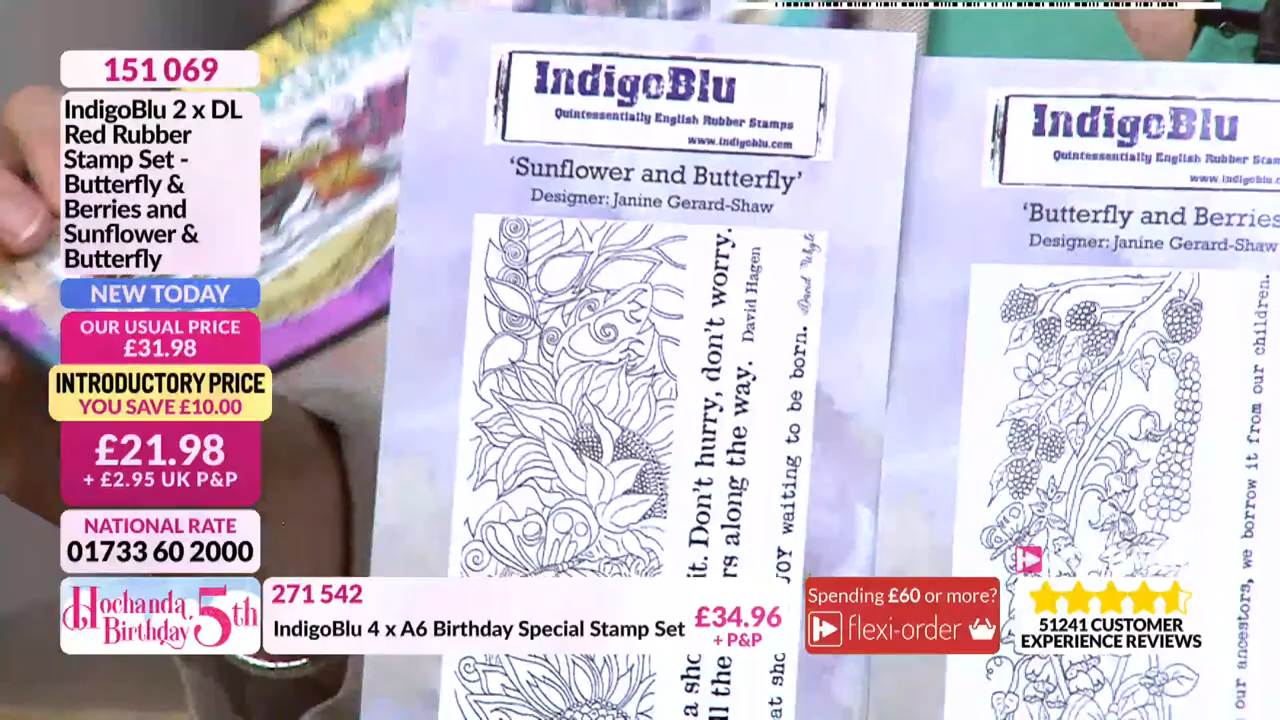 151 069
IndigoBlu 2 x DL
Red Rubber
Stamp Set -
Butterfly &
Berries and
Sunflower &
Butterfly
NEW TODAY
OUR USUAL PRICE
£31.98
INTRODUCTORY PRICE
YOU SAVE £10.00
£21.98
+ £2.95 UK P&P
NATIONAL RATE
01733 60 2000
Hochanda
Birthday
5th
271 542
IndigoBlu 4 x A6 Birthday Special Stamp Set
£34.96
+ P&P
Spending £60 or more?
flexi-order
51241 CUSTOMER
EXPERIENCE REVIEWS
IndigoBlu
Quintessentially English Rubber Stamps
www.indigoblu.com
'Sunflower and Butterfly'
Designer: Janine Gerard-Shaw
it. Don't hurry, don't worry.
along the way. David Hagen
JOY waiting to be born.
a
the
at
IndigoBlu
Quintessentially English Rubber
'Butterfly and Berries
Designer: Janine Gerard-Shaw
our ancestors, we borrow it from our children.